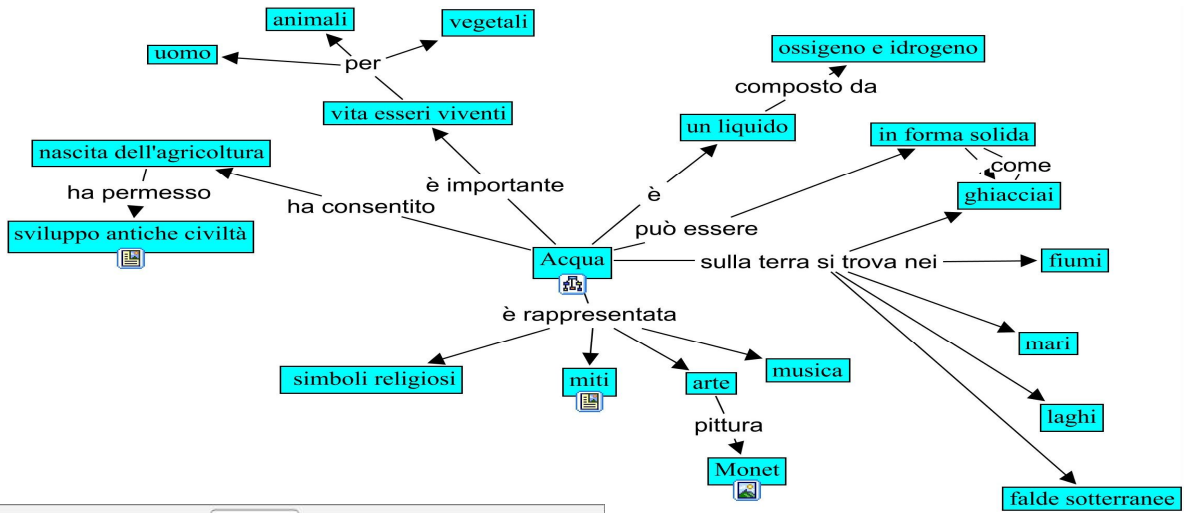 animali
vegetali
uomo
per
ossigeno e idrogeno
composto da
vita esseri viventi
un liquido
in forma solida
nascita dell'agricoltura
come
ha permesso
è importante
è
ghiacciai
ha consentito
può essere
sviluppo antiche civiltà
Acqua
sulla terra si trova nei
fiumi
è rappresentata
mari
simboli religiosi
miti
arte
musica
laghi
pittura
Monet
falde sotterranee